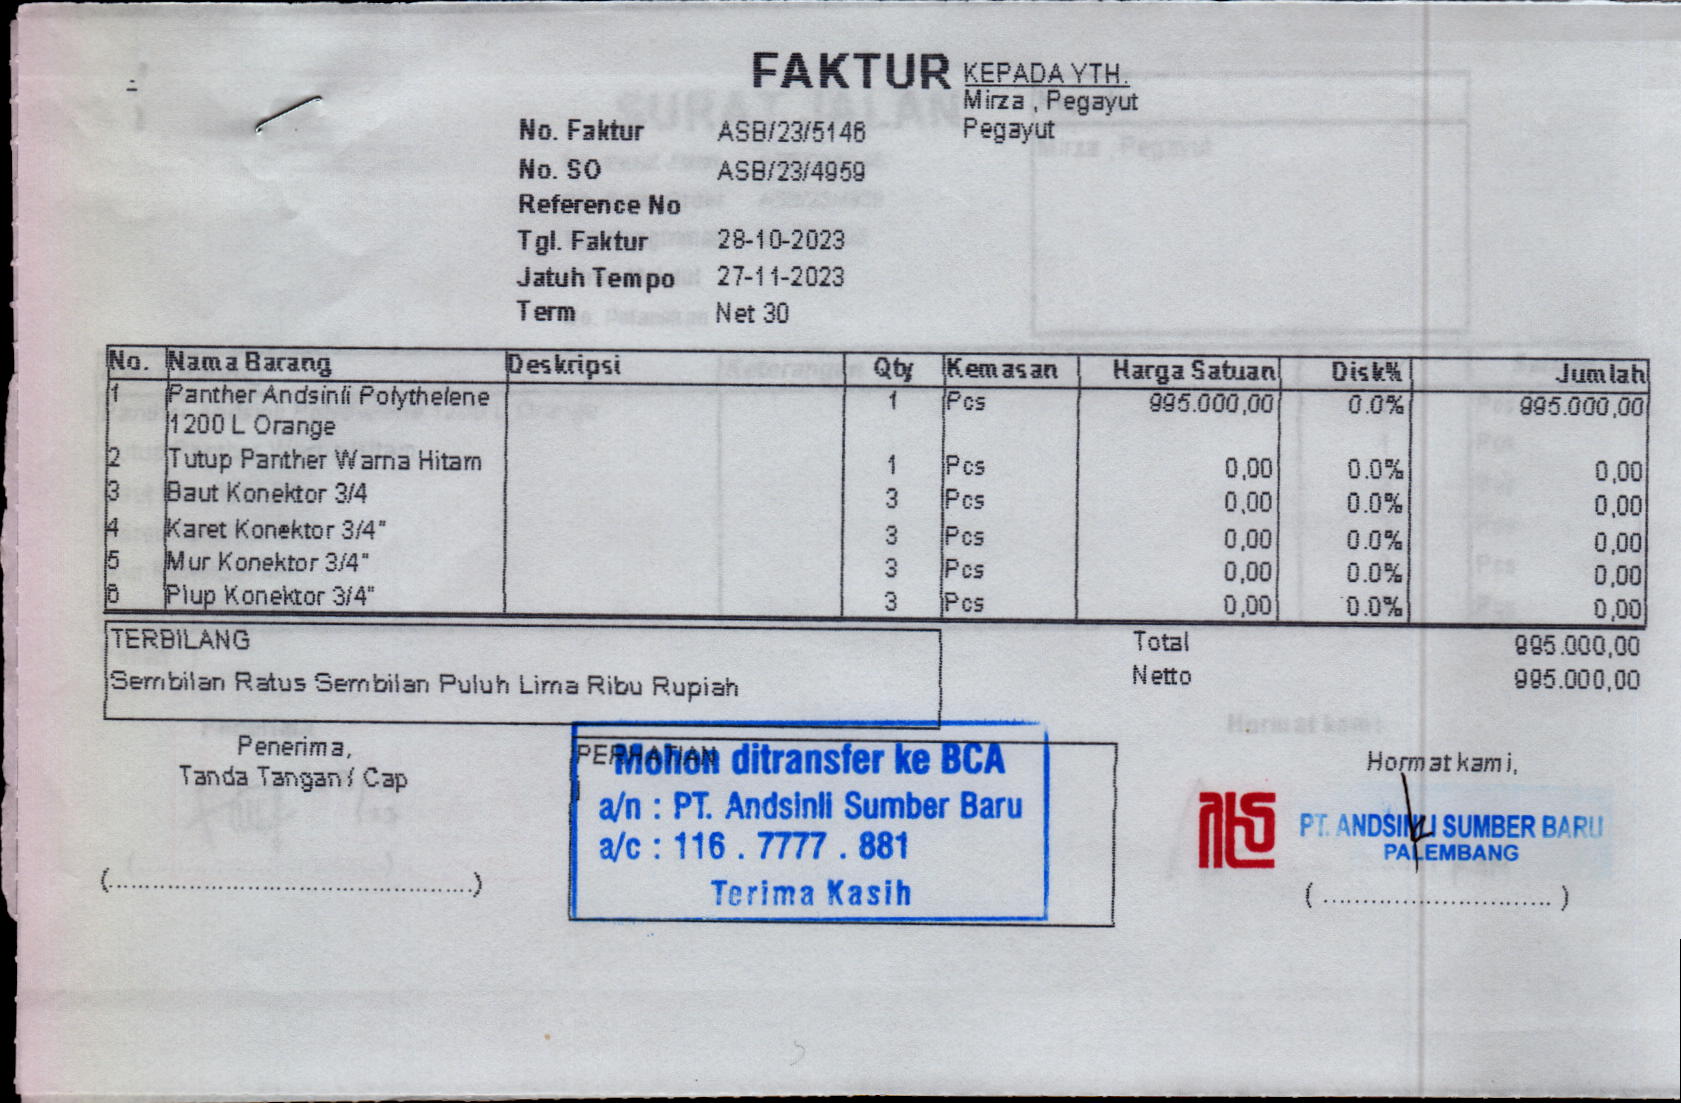 FAKTUR
KEPADA YTH.
Mirza , Pegayut
Pegayut
No. Faktur ASB/23/5146
No. SO ASB/23/4959
Reference No
Tgl. Faktur 28-10-2023
Jatuh Tempo 27-11-2023
Term Net 30
No. Nama Barang Deskripsi Qty Kemasan Harga Satuan Disk% Jumlah
1 Panther Andsinli Polythelene 1 Pcs 995.000,00 0.0% 995.000,00
1200 L Orange
2 Tutup Panther Warna Hitam 1 Pcs 0,00 0.0% 0,00
3 Baut Konektor 3/4 3 Pcs 0,00 0.0% 0,00
4 Karet Konektor 3/4" 3 Pcs 0,00 0.0% 0,00
5 Mur Konektor 3/4" 3 Pcs 0,00 0.0% 0,00
6 Plup Konektor 3/4" 3 Pcs 0,00 0.0% 0,00
TERBILANG
Sembilan Ratus Sembilan Puluh Lima Ribu Rupiah
Total 995.000,00
Netto 995.000,00
Penerima,
Tanda Tangan / Cap
(................................................)
PERHATIAN
Mohon ditransfer ke BCA
a/n : PT. Andsinli Sumber Baru
a/c : 116 . 7777 . 881
Terima Kasih
Hormat kami,
PT. ANDSINLI SUMBER BARU
PALEMBANG
( .............................. )